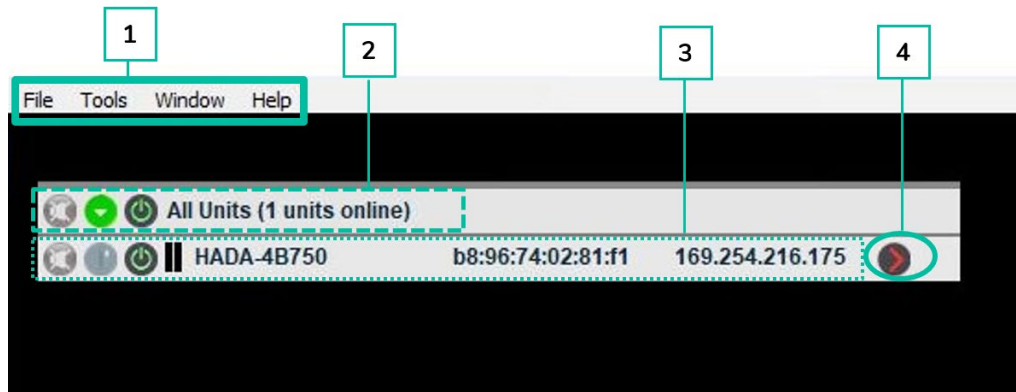 1
2
3
4
File Tools Window Help
All Units (1 units online)
HADA-4B750 b8:96:74:02:81:f1 169.254.216.175